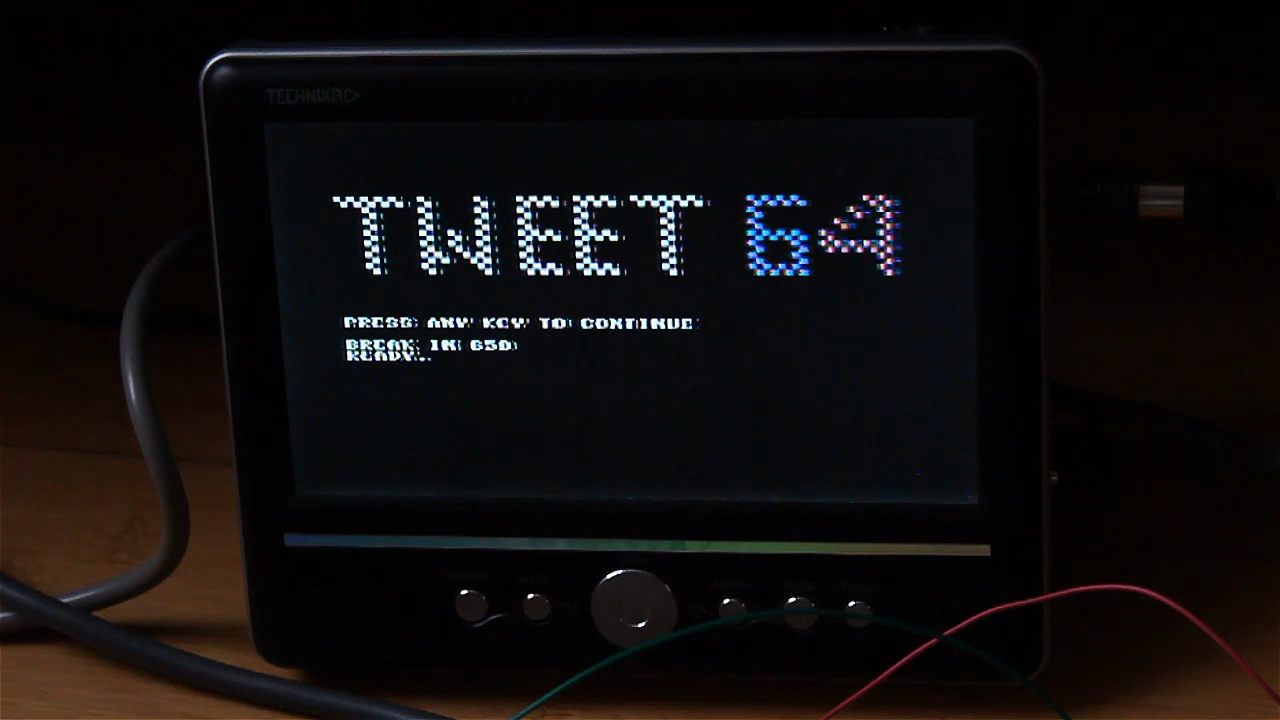 TECHNIKA
TWEET 64
PRESS ANY KEY TO CONTINUE
BREAK IN 650
READY.